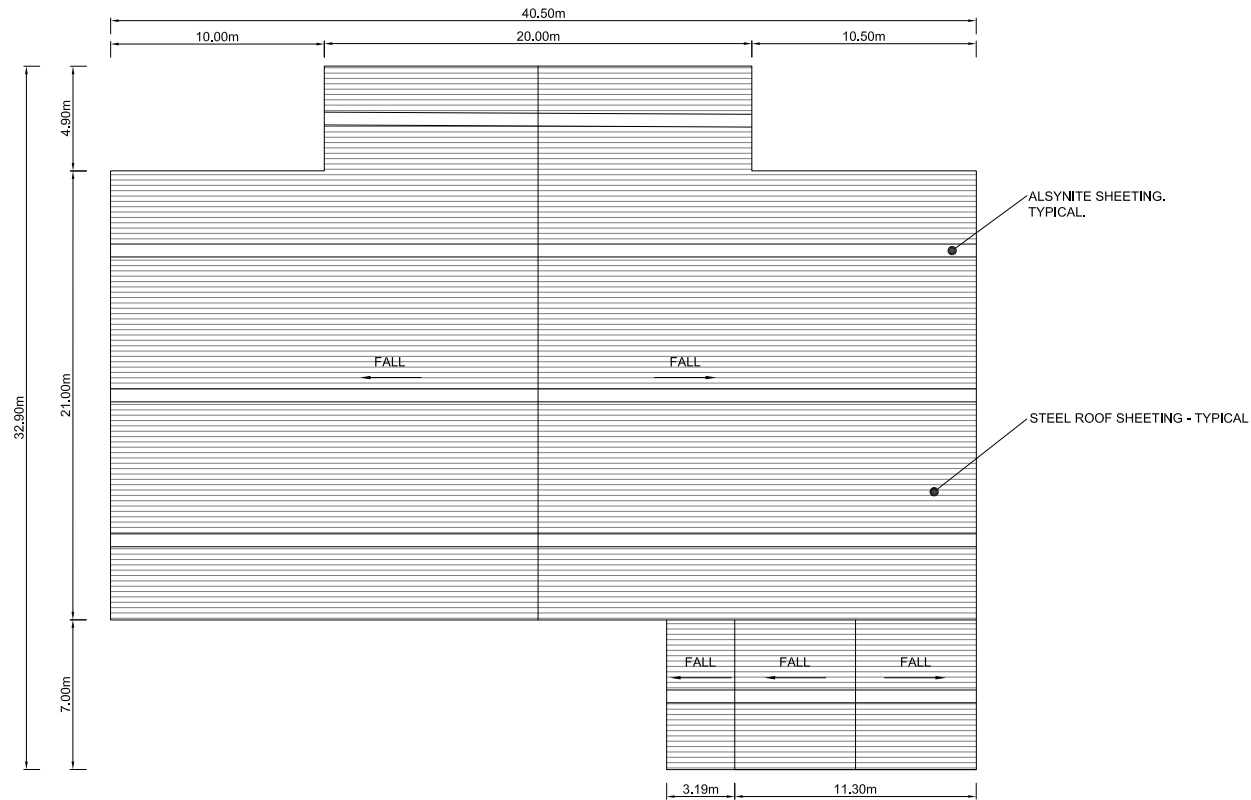 40.50m
10.00m
20.00m
10.50m
4.90m
ALSYNITE SHEETING.
TYPICAL.
FALL
FALL
21.00m
32.90m
STEEL ROOF SHEETING - TYPICAL
FALL
FALL
FALL
7.00m
3.19m
11.30m